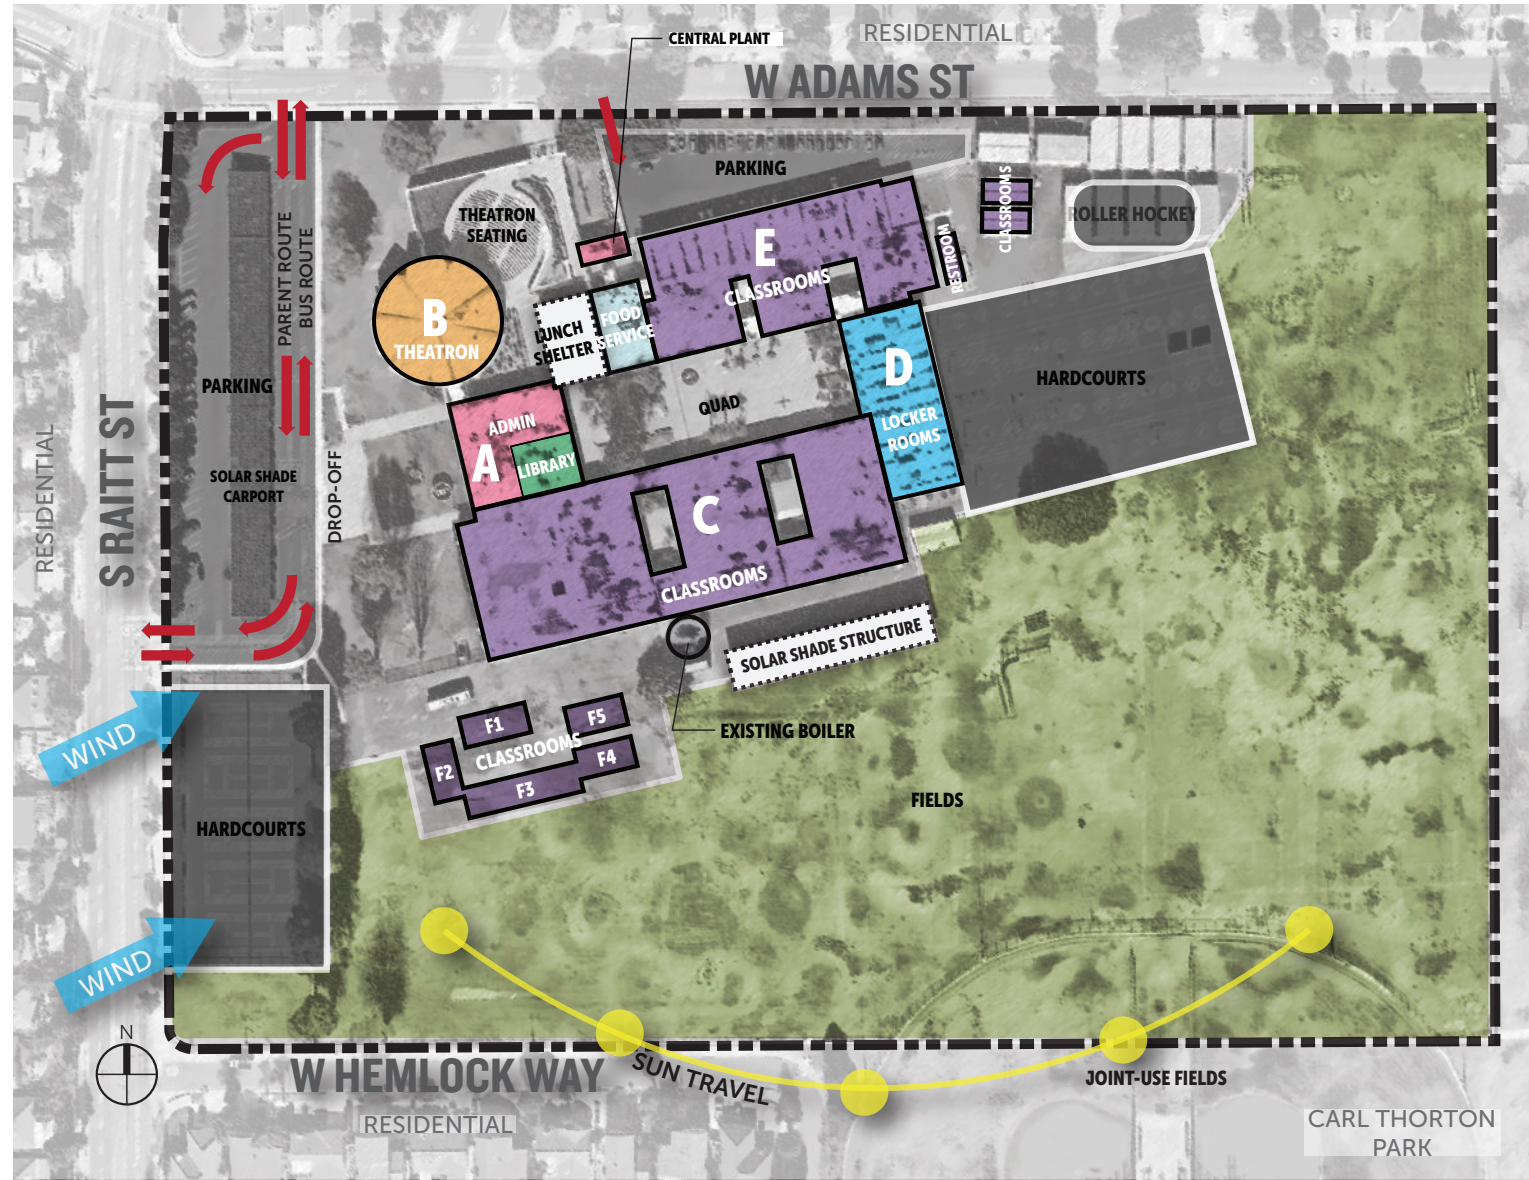 CENTRAL PLANT
RESIDENTIAL
W ADAMS ST
PARKING
THEATRON
SEATING
CLASSROOMS
ROLLER HOCKEY
PARENT ROUTE
BUS ROUTE
E
CLASSROOMS
RESTROOM
B
THEATRON
LUNCH
SHELTER
FOOD
SERVICE
D
LOCKER
ROOMS
HARDCOURTS
PARKING
QUAD
ADMIN
A
LIBRARY
S RAITT ST
RESIDENTIAL
SOLAR SHADE
CARPORT
DROP-OFF
C
CLASSROOMS
SOLAR SHADE STRUCTURE
EXISTING BOILER
WIND
F1
F5
CLASSROOMS
F2
F4
F3
FIELDS
HARDCOURTS
WIND
N
W HEMLOCK WAY
SUN TRAVEL
JOINT-USE FIELDS
RESIDENTIAL
CARL THORTON
PARK